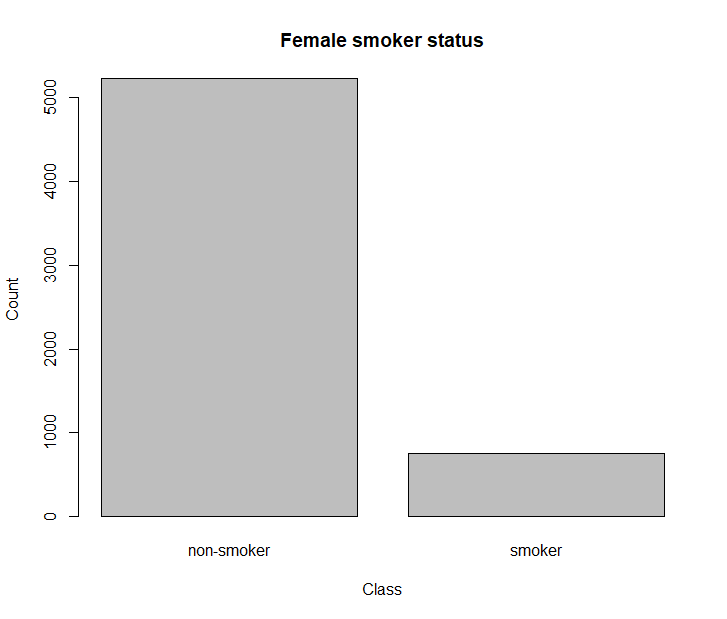 Female smoker status
5000
4000
3000
2000
1000
0
Count
non-smoker
smoker
Class